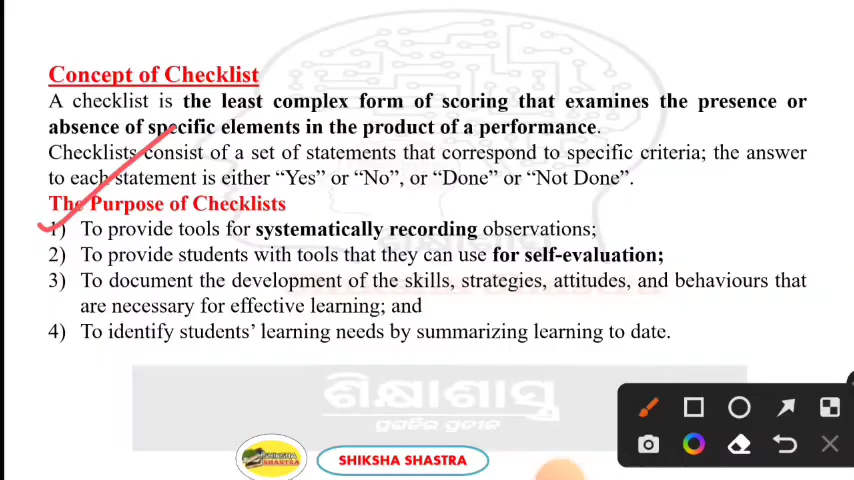 Concept of Checklist
A checklist is the least complex form of scoring that examines the presence or
absence of specific elements in the product of a performance.
Checklists consist of a set of statements that correspond to specific criteria; the answer
to each statement is either “Yes” or “No”, or “Done” or “Not Done”.
The Purpose of Checklists
1) To provide tools for systematically recording observations;
2) To provide students with tools that they can use for self-evaluation;
3) To document the development of the skills, strategies, attitudes, and behaviours that
are necessary for effective learning; and
4) To identify students’ learning needs by summarizing learning to date.
ଶିକ୍ଷାଶାସ୍ତ୍ର
ପ୍ରଗତିର ପ୍ରତୀକ
SHIKSHA SHASTRA
SHIKSHA SHASTRA